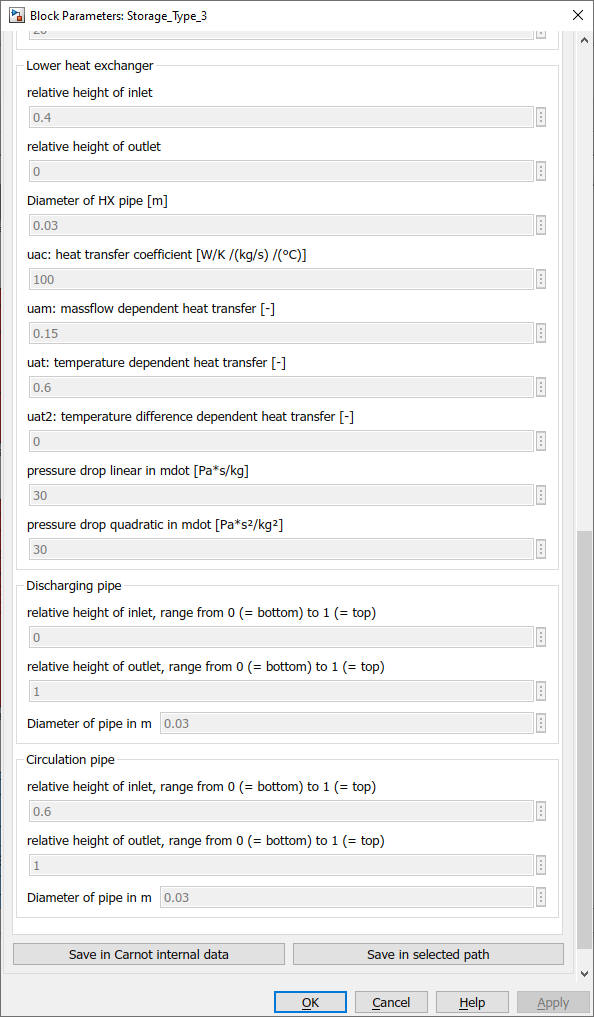 Block Parameters: Storage_Type_3
20
Lower heat exchanger
relative height of inlet
0.4
relative height of outlet
0
Diameter of HX pipe [m]
0.03
uac: heat transfer coefficient [W/K /(kg/s) /(°C)]
100
uam: massflow dependent heat transfer [-]
0.15
uat: temperature dependent heat transfer [-]
0.6
uat2: temperature difference dependent heat transfer [-]
0
pressure drop linear in mdot [Pa*s/kg]
30
pressure drop quadratic in mdot [Pa*s²/kg²]
30
Discharging pipe
relative height of inlet, range from 0 (= bottom) to 1 (= top)
0
relative height of outlet, range from 0 (= bottom) to 1 (= top)
1
Diameter of pipe in m 0.03
Circulation pipe
relative height of inlet, range from 0 (= bottom) to 1 (= top)
0.6
relative height of outlet, range from 0 (= bottom) to 1 (= top)
1
Diameter of pipe in m 0.03
Save in Carnot internal data Save in selected path
OK Cancel Help Apply